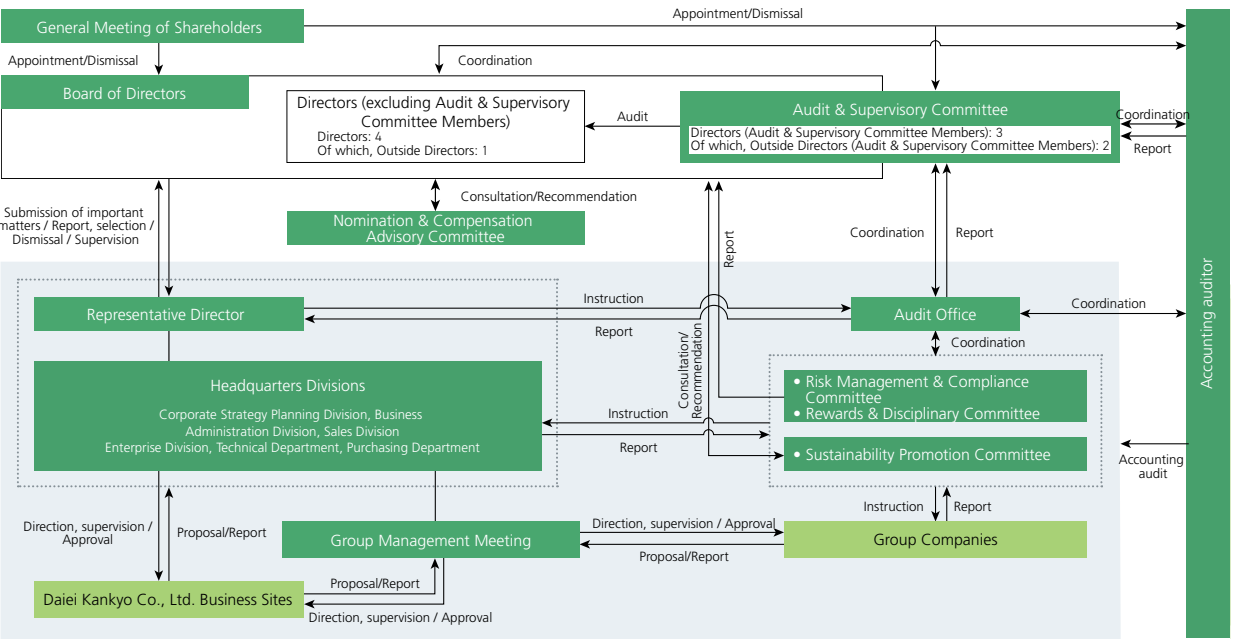 General Meeting of Shareholders
Appointment/Dismissal
Appointment/Dismissal
Coordination
Board of Directors
Directors (excluding Audit & Supervisory
Committee Members)
Directors: 4
Of which, Outside Directors: 1
Audit
Audit & Supervisory Committee
Directors (Audit & Supervisory Committee Members): 3
Of which, Outside Directors (Audit & Supervisory Committee Members): 2
Coordination
Report
Accounting auditor
Submission of important
matters / Report, selection /
Dismissal / Supervision
Consultation/Recommendation
Nomination & Compensation
Advisory Committee
Report
Coordination
Report
Representative Director
Instruction
Report
Audit Office
Coordination
Coordination
Consultation/
Recommendation
Headquarters Divisions
Corporate Strategy Planning Division, Business
Administration Division, Sales Division
Enterprise Division, Technical Department, Purchasing Department
Instruction
Report
• Risk Management & Compliance
Committee
• Rewards & Disciplinary Committee
• Sustainability Promotion Committee
Accounting
audit
Direction, supervision /
Approval
Proposal/Report
Instruction
Report
Group Management Meeting
Direction, supervision / Approval
Proposal/Report
Group Companies
Daiei Kankyo Co., Ltd. Business Sites
Proposal/Report
Direction, supervision / Approval